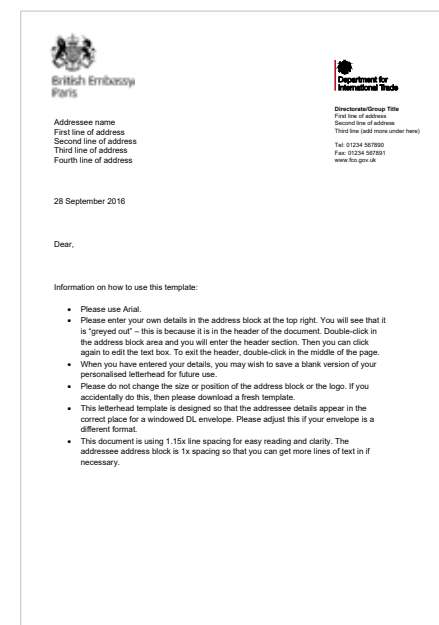 British Embassy
Paris
Department for
International Trade
Directorate/Group Title
First line of address
Second line of address
Third line (add more under here)
Tel: 01234 567890
Fax: 01234 567891
www.fco.gov.uk
Addressee name
First line of address
Second line of address
Third line of address
Fourth line of address
28 September 2016
Dear,
Information on how to use this template:
• Please use Arial.
• Please enter your own details in the address block at the top right. You will see that it
is “greyed out” – this is because it is in the header of the document. Double-click in
the address block area and you will enter the header section. Then you can click
again to edit the text box. To exit the header, double-click in the middle of the page.
• When you have entered your details, you may wish to save a blank version of your
personalised letterhead for future use.
• Please do not change the size or position of the address block or the logo. If you
accidentally do this, then please download a fresh template.
• This letterhead template is designed so that the addressee details appear in the
correct place for a windowed DL envelope. Please adjust this if your envelope is a
different format.
• This document is using 1.15x line spacing for easy reading and clarity. The
addressee address block is 1x spacing so that you can get more lines of text in if
necessary.